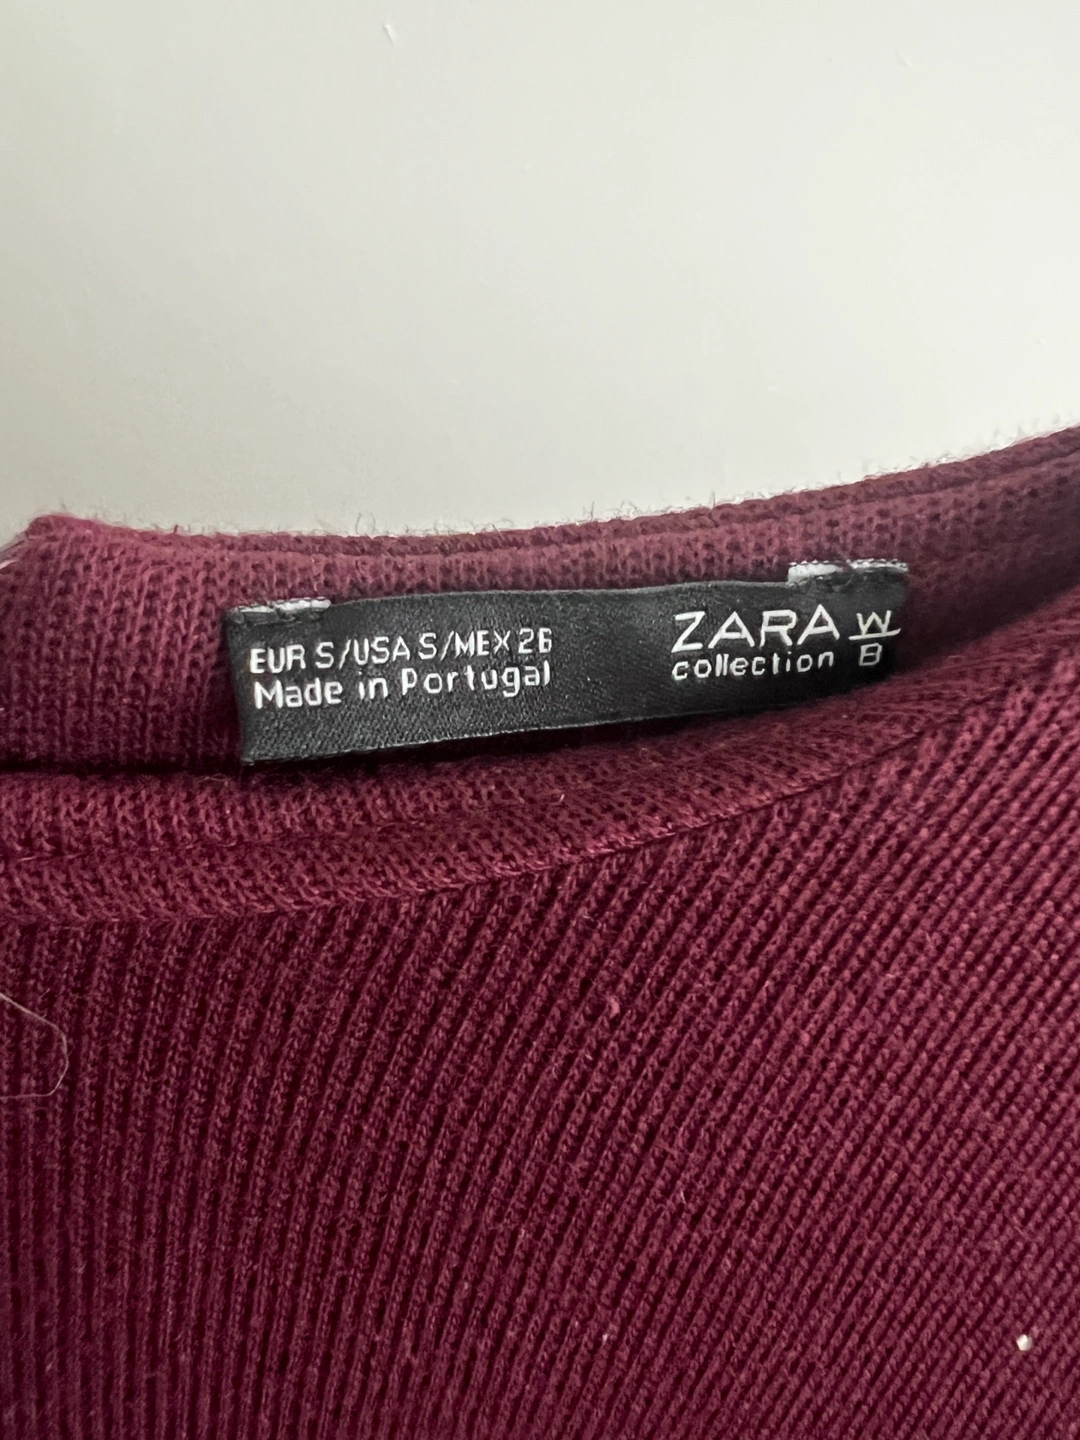 EUR S/USA S/MEX 26
Made in Portugal
ZARA W
collection B